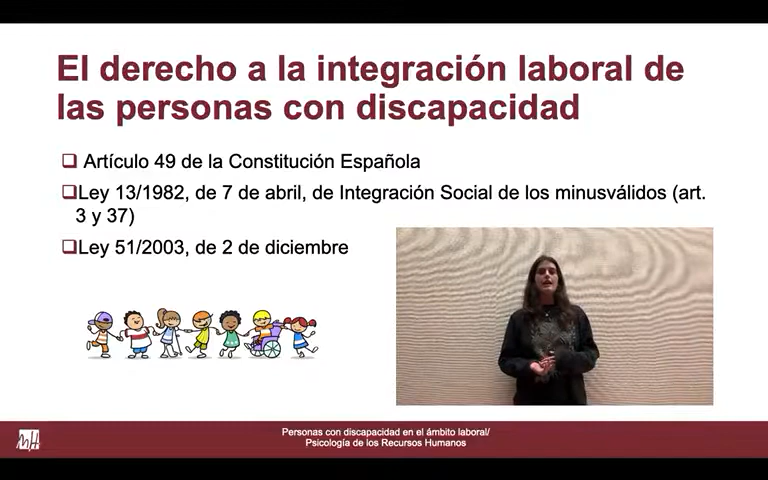 El derecho a la integración laboral de
las personas con discapacidad
Artículo 49 de la Constitución Española
Ley 13/1982, de 7 de abril, de Integración Social de los minusválidos (art.
3 y 37)
Ley 51/2003, de 2 de diciembre
MH
Personas con discapacidad en el ámbito laboral/
Psicología de los Recursos Humanos